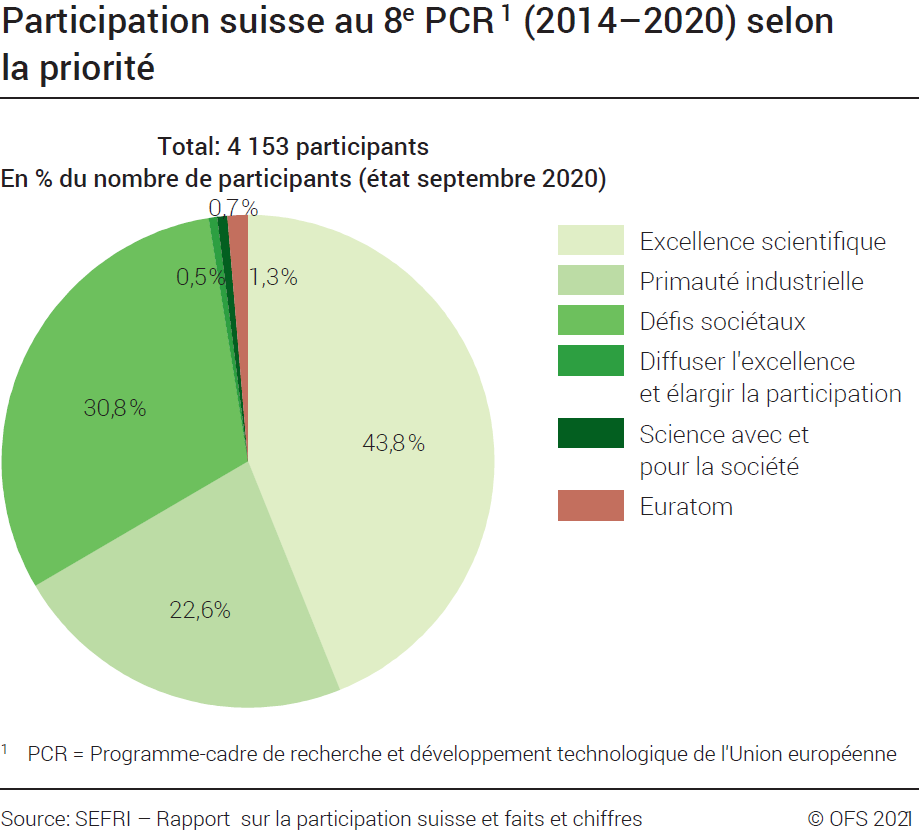 Participation suisse au 8e PCR 1 (2014–2020) selon
la priorité
Total: 4 153 participants
En % du nombre de participants (état septembre 2020)
0,7%
0,5%
1,3%
30,8%
43,8%
22,6%
Excellence scientifique
Primauté industrielle
Défis sociétaux
Diffuser l'excellence
et élargir la participation
Science avec et
pour la société
Euratom
1 PCR = Programme-cadre de recherche et développement technologique de l'Union européenne
Source: SEFRI – Rapport sur la participation suisse et faits et chiffres
© OFS 2021